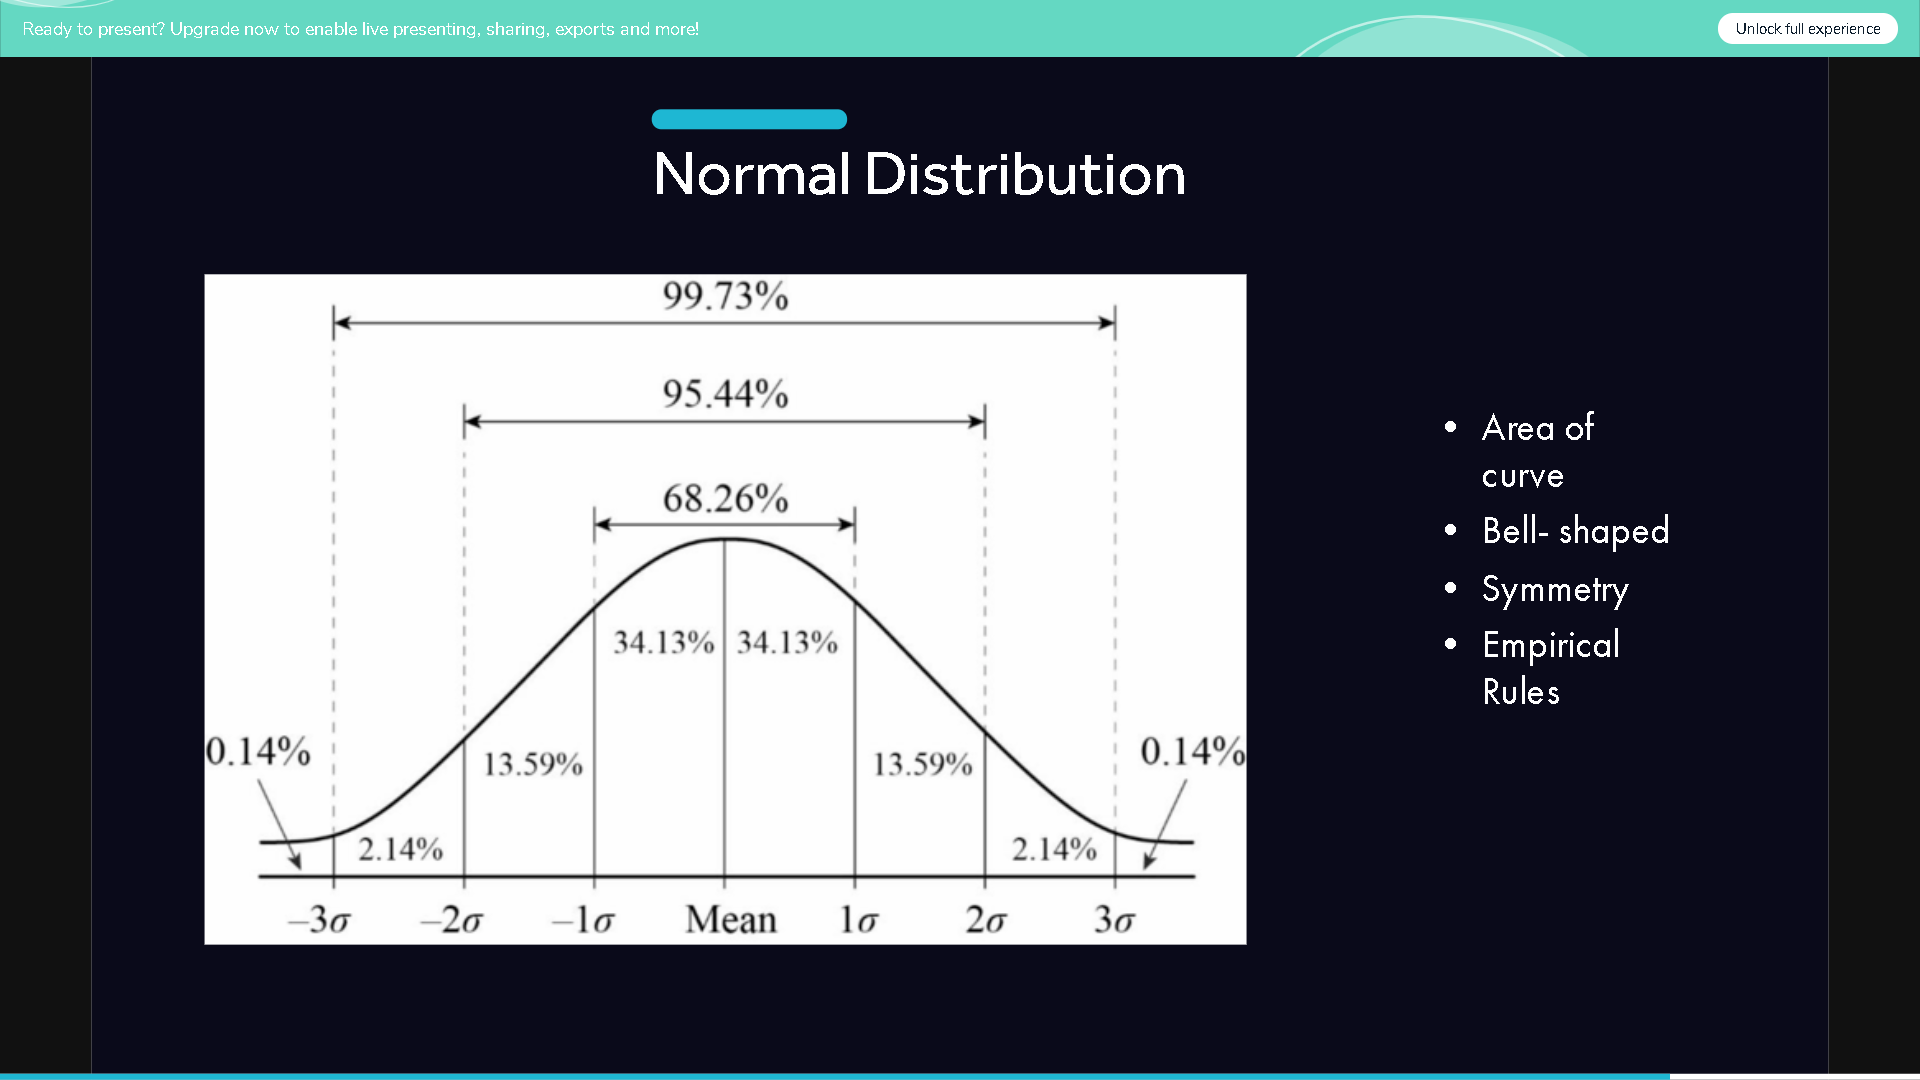 Ready to present? Upgrade now to enable live presenting, sharing, exports and more!
Unlock full experience
Normal Distribution
99.73%
95.44%
68.26%
34.13% 34.13%
0.14% 13.59% 13.59% 0.14%
2.14% 2.14%
–3σ –2σ –1σ Mean 1σ 2σ 3σ
• Area of
curve
• Bell- shaped
• Symmetry
• Empirical
Rules